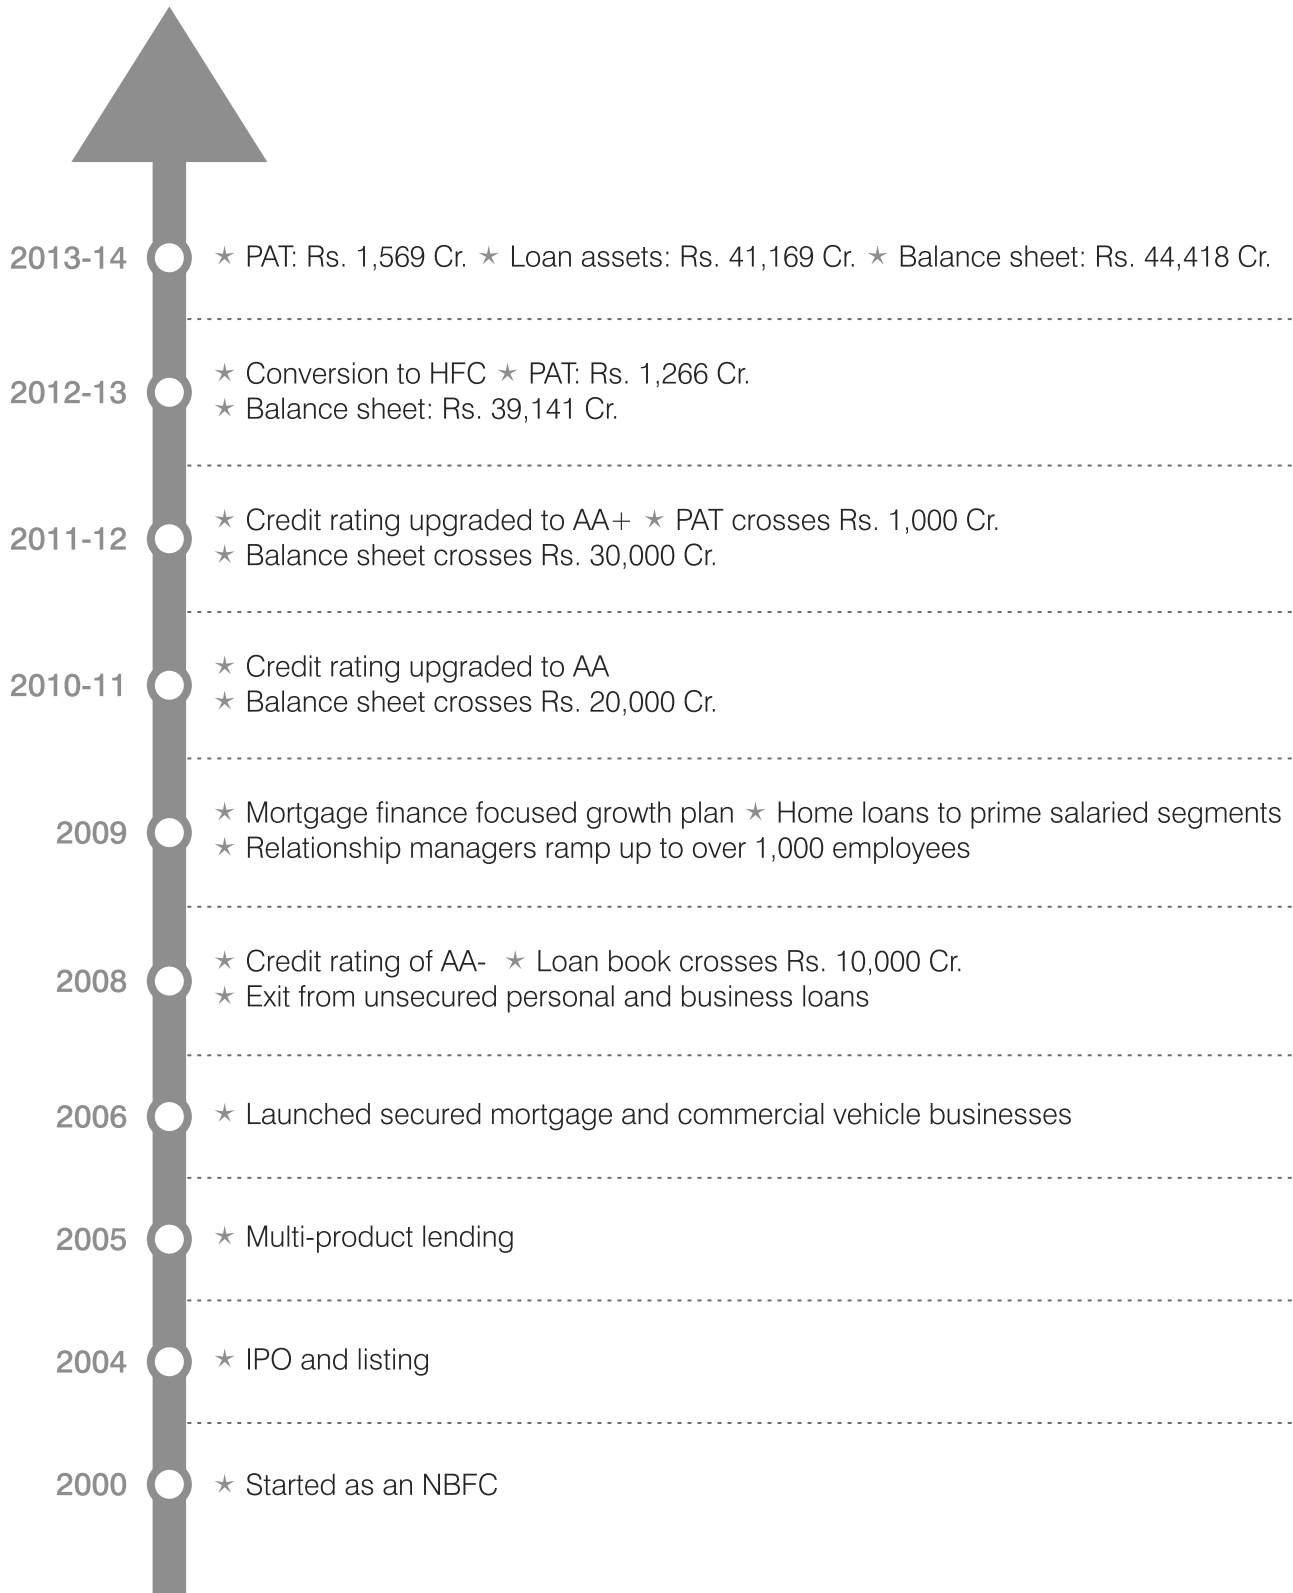 2013-14
★ PAT: Rs. 1,569 Cr. ★ Loan assets: Rs. 41,169 Cr. ★ Balance sheet: Rs. 44,418 Cr.
2012-13
★ Conversion to HFC ★ PAT: Rs. 1,266 Cr.
★ Balance sheet: Rs. 39,141 Cr.
2011-12
★ Credit rating upgraded to AA+ ★ PAT crosses Rs. 1,000 Cr.
★ Balance sheet crosses Rs. 30,000 Cr.
2010-11
★ Credit rating upgraded to AA
★ Balance sheet crosses Rs. 20,000 Cr.
2009
★ Mortgage finance focused growth plan ★ Home loans to prime salaried segments
★ Relationship managers ramp up to over 1,000 employees
2008
★ Credit rating of AA- ★ Loan book crosses Rs. 10,000 Cr.
★ Exit from unsecured personal and business loans
2006
★ Launched secured mortgage and commercial vehicle businesses
2005
★ Multi-product lending
2004
★ IPO and listing
2000
★ Started as an NBFC